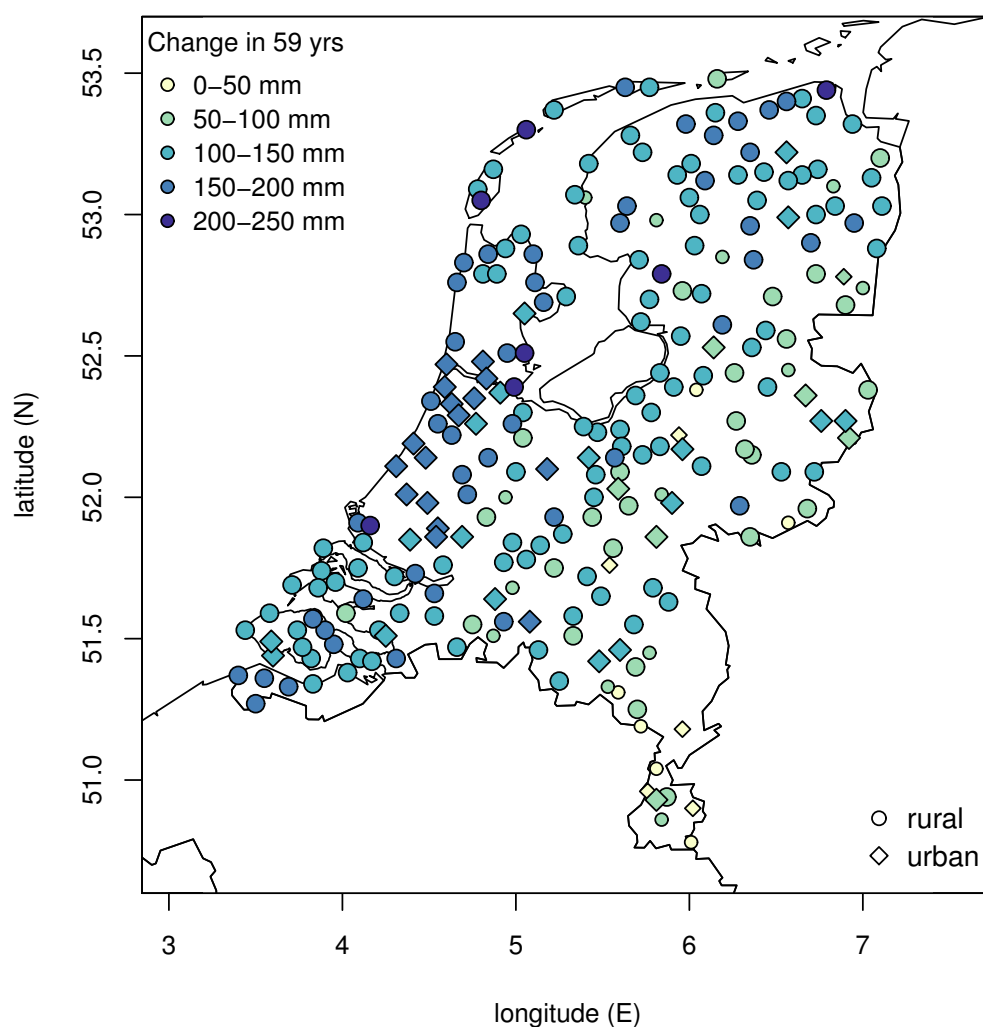 Change in 59 yrs
0−50 mm
50−100 mm
100−150 mm
150−200 mm
200−250 mm
53.5
53.0
52.5
52.0
51.5
51.0
latitude (N)
rural
urban
3 4 5 6 7
longitude (E)